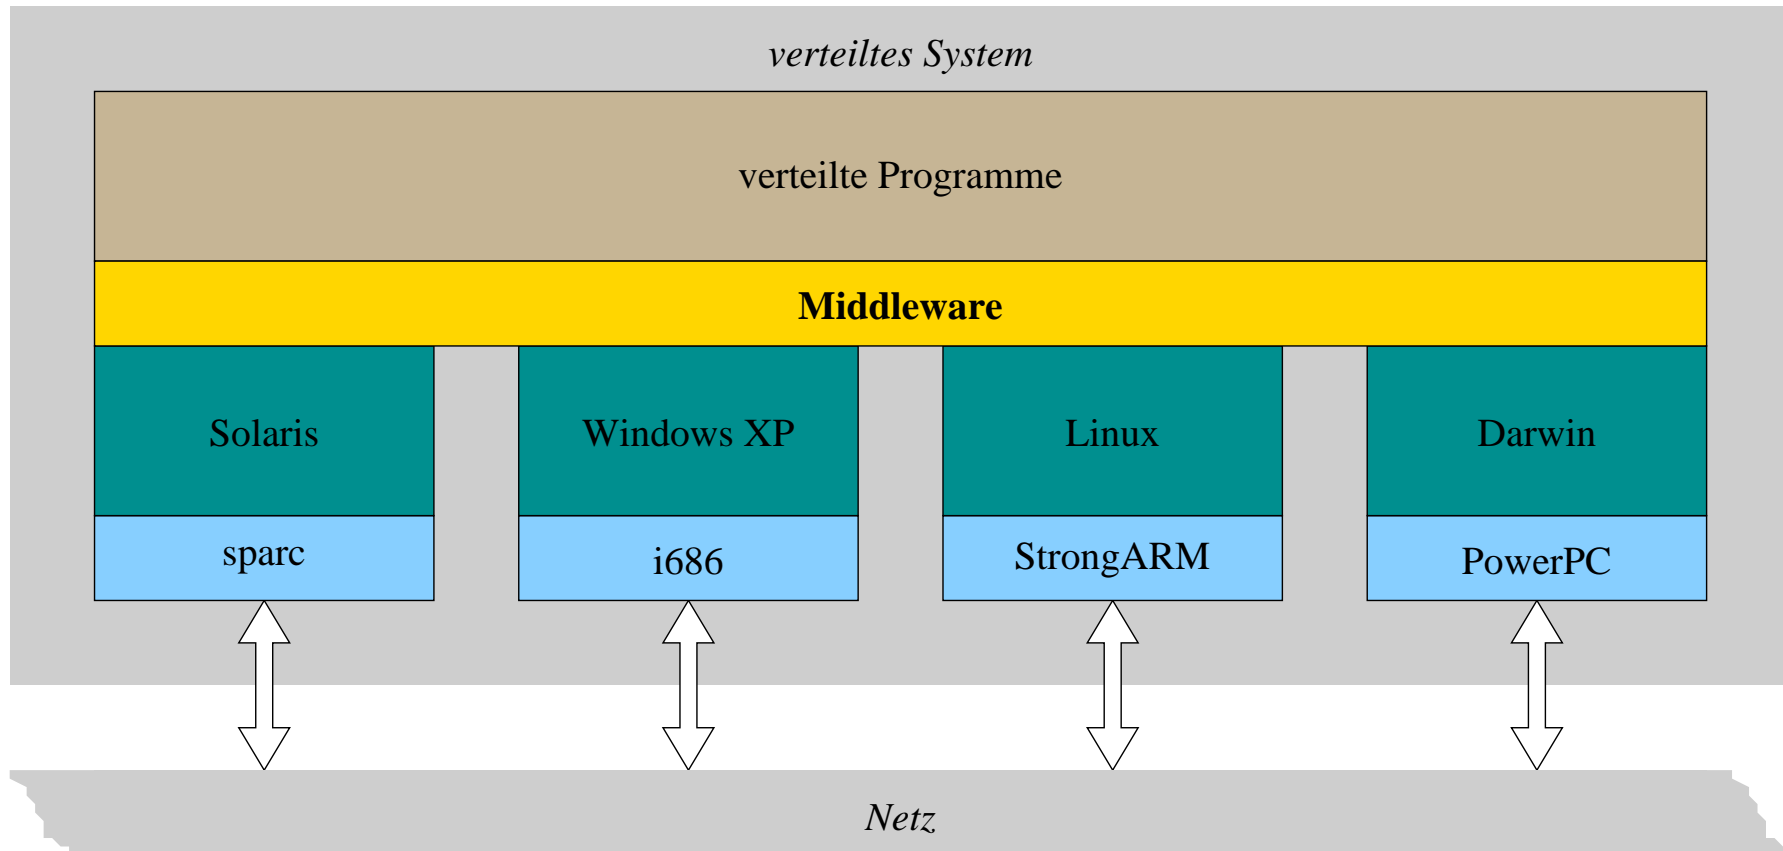 verteiltes System
verteilte Programme
Middleware
Solaris
Windows XP
Linux
Darwin
sparc
i686
StrongARM
PowerPC
Netz